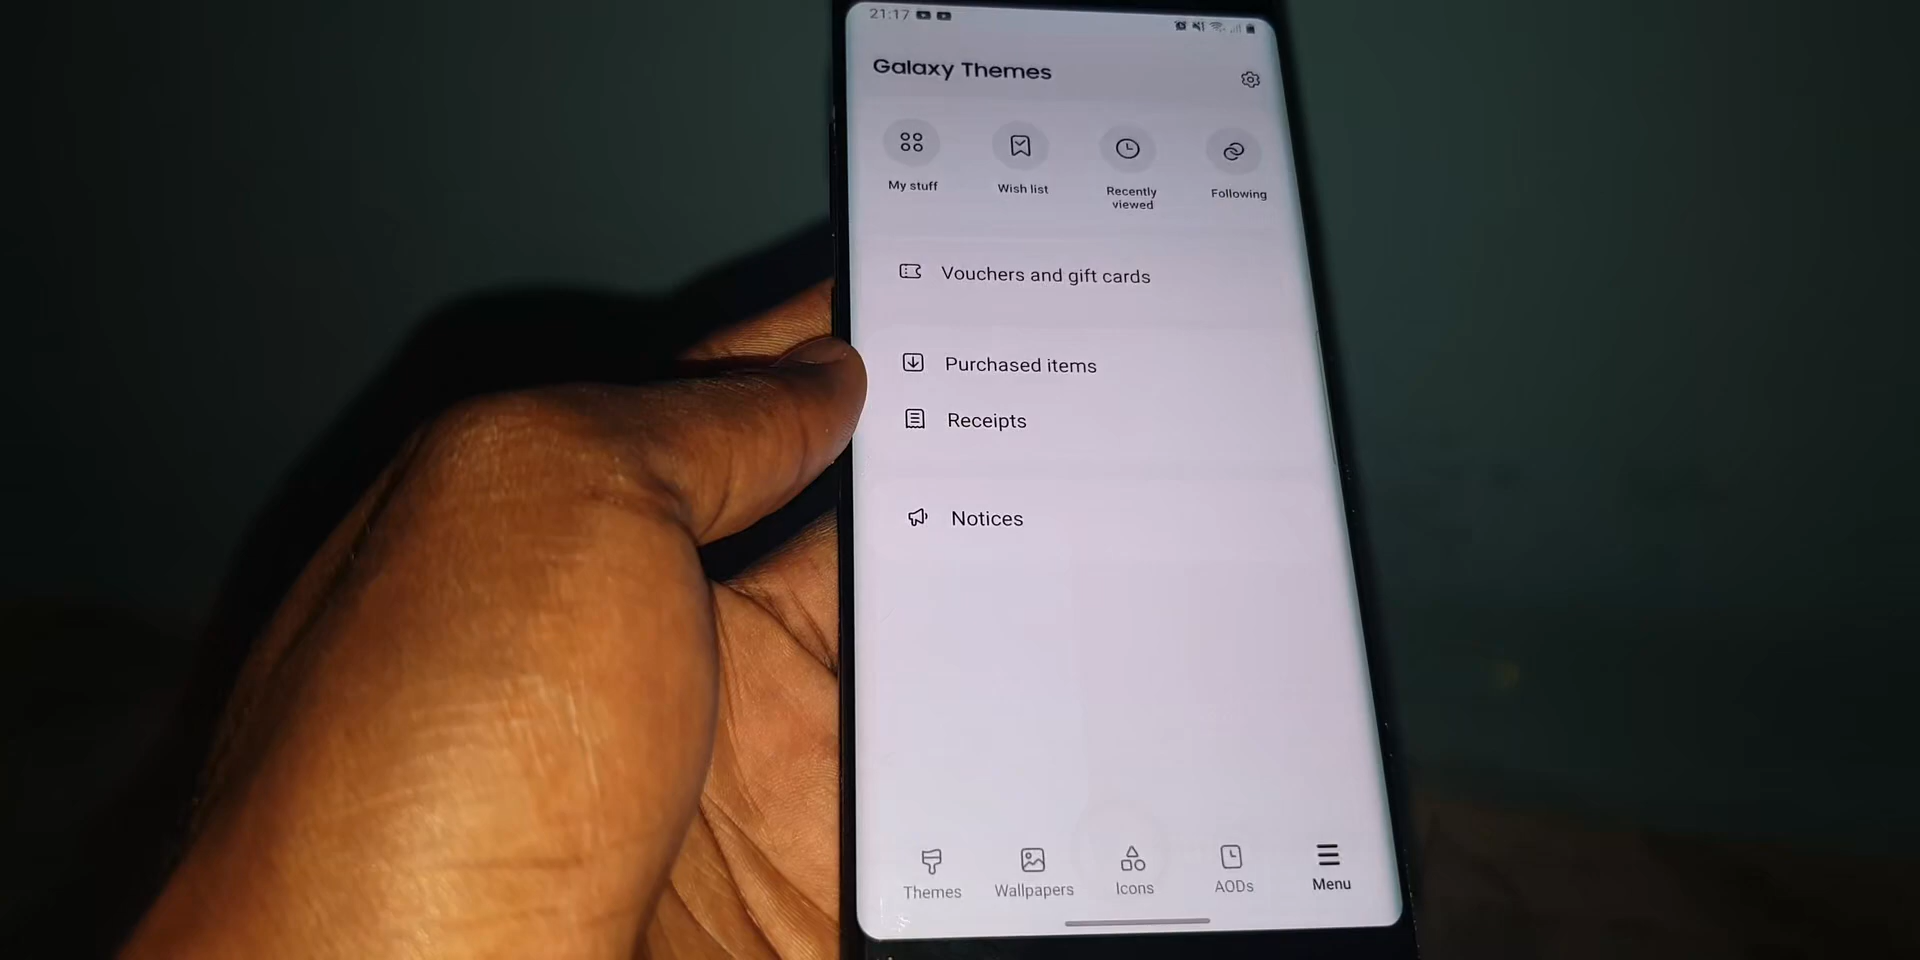 21:17
Galaxy Themes
My stuff
Wish list
Recently
viewed
Following
Vouchers and gift cards
Purchased items
Receipts
Notices
Themes
Wallpapers
Icons
AODs
Menu